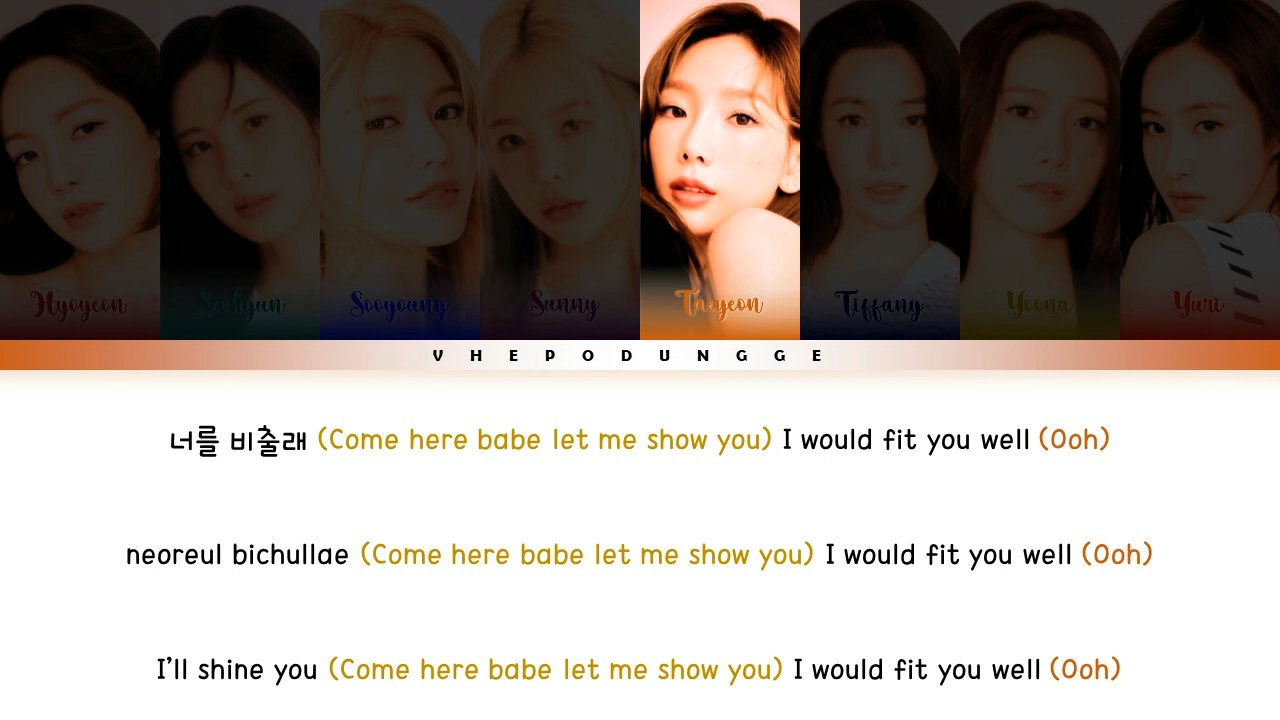 Hyoyeon Seohyun Sooyoung Sunny Taeyeon Tiffany Yoona Yuri
VHEPODUNGGE
너를 비출래 (Come here babe let me show you) I would fit you well (Ooh)
neoreul bichullae (Come here babe let me show you) I would fit you well (Ooh)
I'll shine you (Come here babe let me show you) I would fit you well (Ooh)